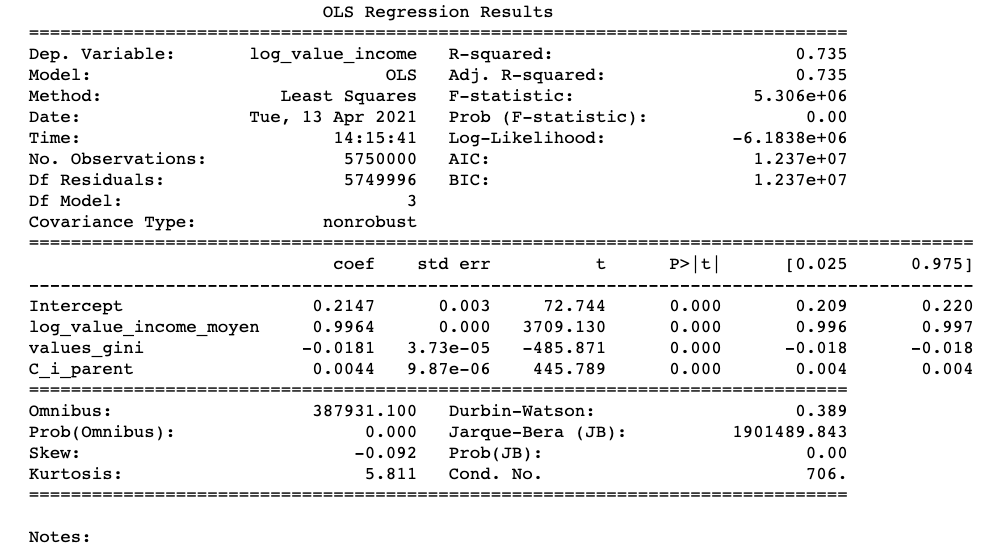 OLS Regression Results
==============================================================================
Dep. Variable: log_value_income R-squared: 0.735
Model: OLS Adj. R-squared: 0.735
Method: Least Squares F-statistic: 5.306e+06
Date: Tue, 13 Apr 2021 Prob (F-statistic): 0.00
Time: 14:15:41 Log-Likelihood: -6.1838e+06
No. Observations: 5750000 AIC: 1.237e+07
Df Residuals: 5749996 BIC: 1.237e+07
Df Model: 3
Covariance Type: nonrobust
==========================================================================================
coef std err t P>|t| [0.025 0.975]
------------------------------------------------------------------------------------------
Intercept 0.2147 0.003 72.744 0.000 0.209 0.220
log_value_income_moyen 0.9964 0.000 3709.130 0.000 0.996 0.997
values_gini -0.0181 3.73e-05 -485.871 0.000 -0.018 -0.018
C_i_parent 0.0044 9.87e-06 445.789 0.000 0.004 0.004
==============================================================================
Omnibus: 387931.100 Durbin-Watson: 0.389
Prob(Omnibus): 0.000 Jarque-Bera (JB): 1901489.843
Skew: -0.092 Prob(JB): 0.00
Kurtosis: 5.811 Cond. No. 706.
==============================================================================
Notes: